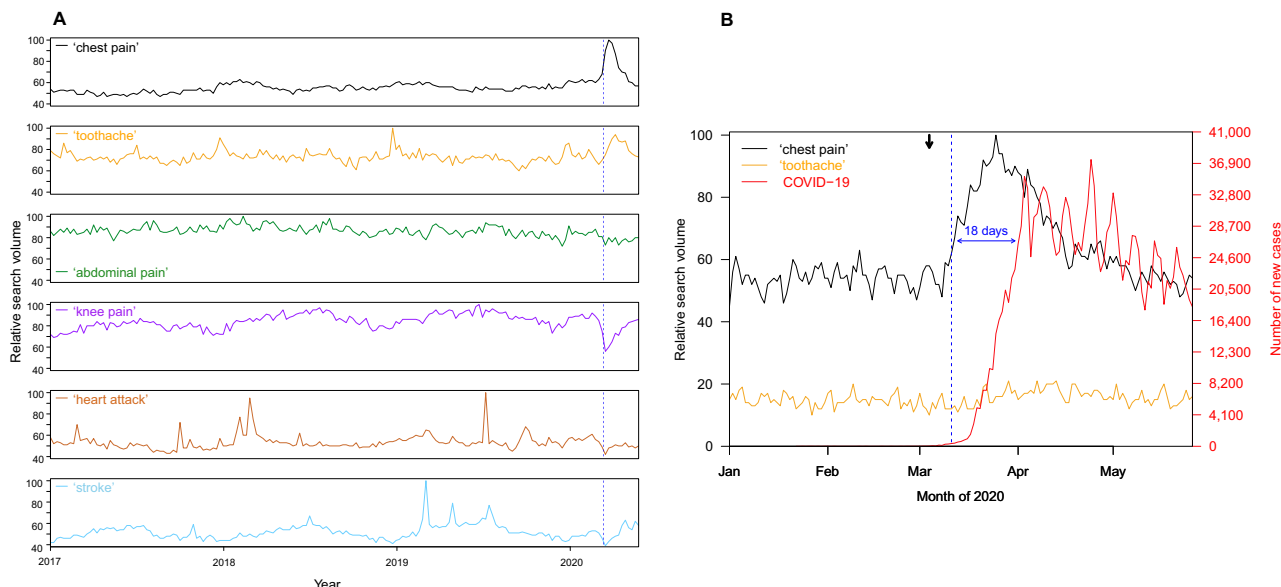 A
Relative search volume
100
80
60
40
‘chest pain’
100
80
60
40
‘toothache’
100
80
60
40
‘abdominal pain’
100
80
60
40
‘knee pain’
100
80
60
40
‘heart attack’
100
80
60
40
‘stroke’
2017 2018 2019 2020
Year
B
Relative search volume
100
80
60
40
20
0
‘chest pain’
‘toothache’
COVID−19
18 days
41,000
36,900
32,800
28,700
24,600
20,500
16,400
12,300
8,200
4,100
0
Number of new cases
Jan Feb Mar Apr May
Month of 2020